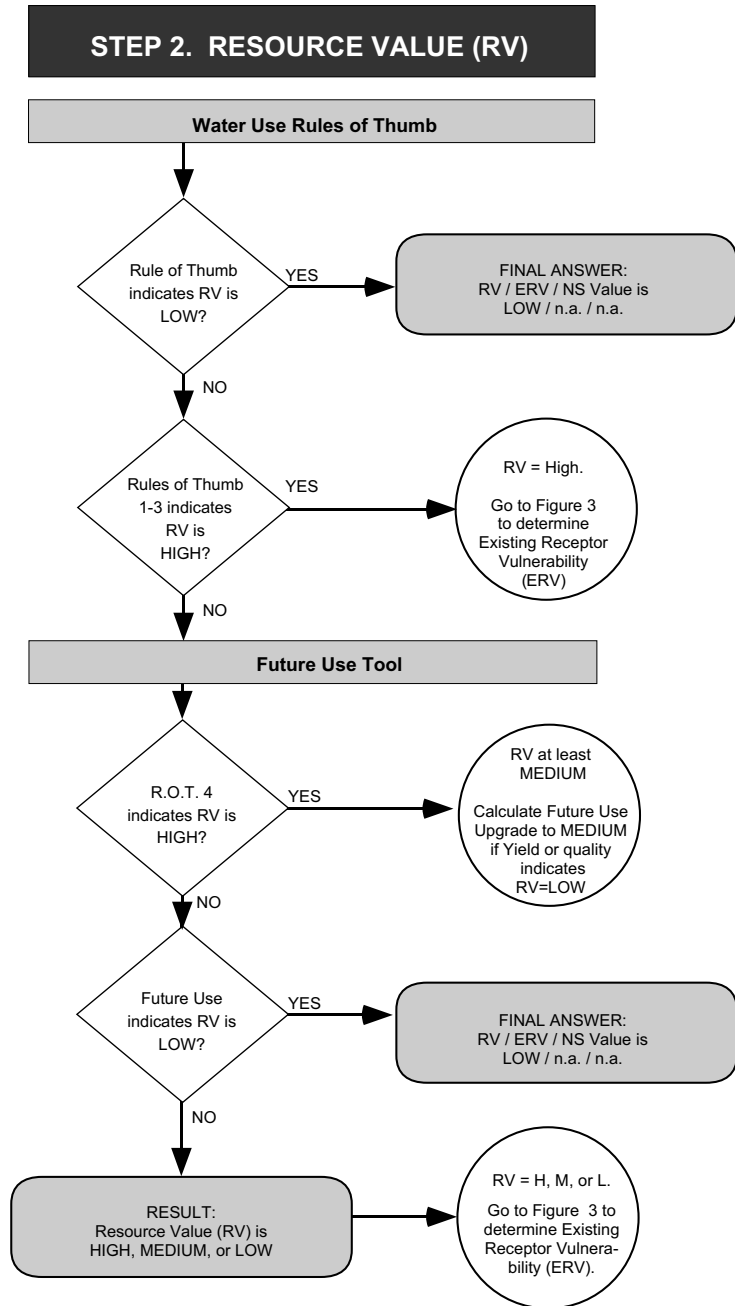 STEP 2. RESOURCE VALUE (RV)
Water Use Rules of Thumb
Rule of Thumb
indicates RV is
LOW?
YES
FINAL ANSWER:
RV / ERV / NS Value is
LOW / n.a. / n.a.
NO
Rules of Thumb
1-3 indicates
RV is
HIGH?
YES
RV = High.
Go to Figure 3
to determine
Existing Receptor
Vulnerability
(ERV)
NO
Future Use Tool
R.O.T. 4
indicates RV is
HIGH?
YES
RV at least
MEDIUM
Calculate Future Use
Upgrade to MEDIUM
if Yield or quality
indicates
RV=LOW
NO
Future Use
indicates RV is
LOW?
YES
FINAL ANSWER:
RV / ERV / NS Value is
LOW / n.a. / n.a.
NO
RESULT:
Resource Value (RV) is
HIGH, MEDIUM, or LOW
RV = H, M, or L.
Go to Figure 3 to
determine Existing
Receptor Vulnera-
bility (ERV).